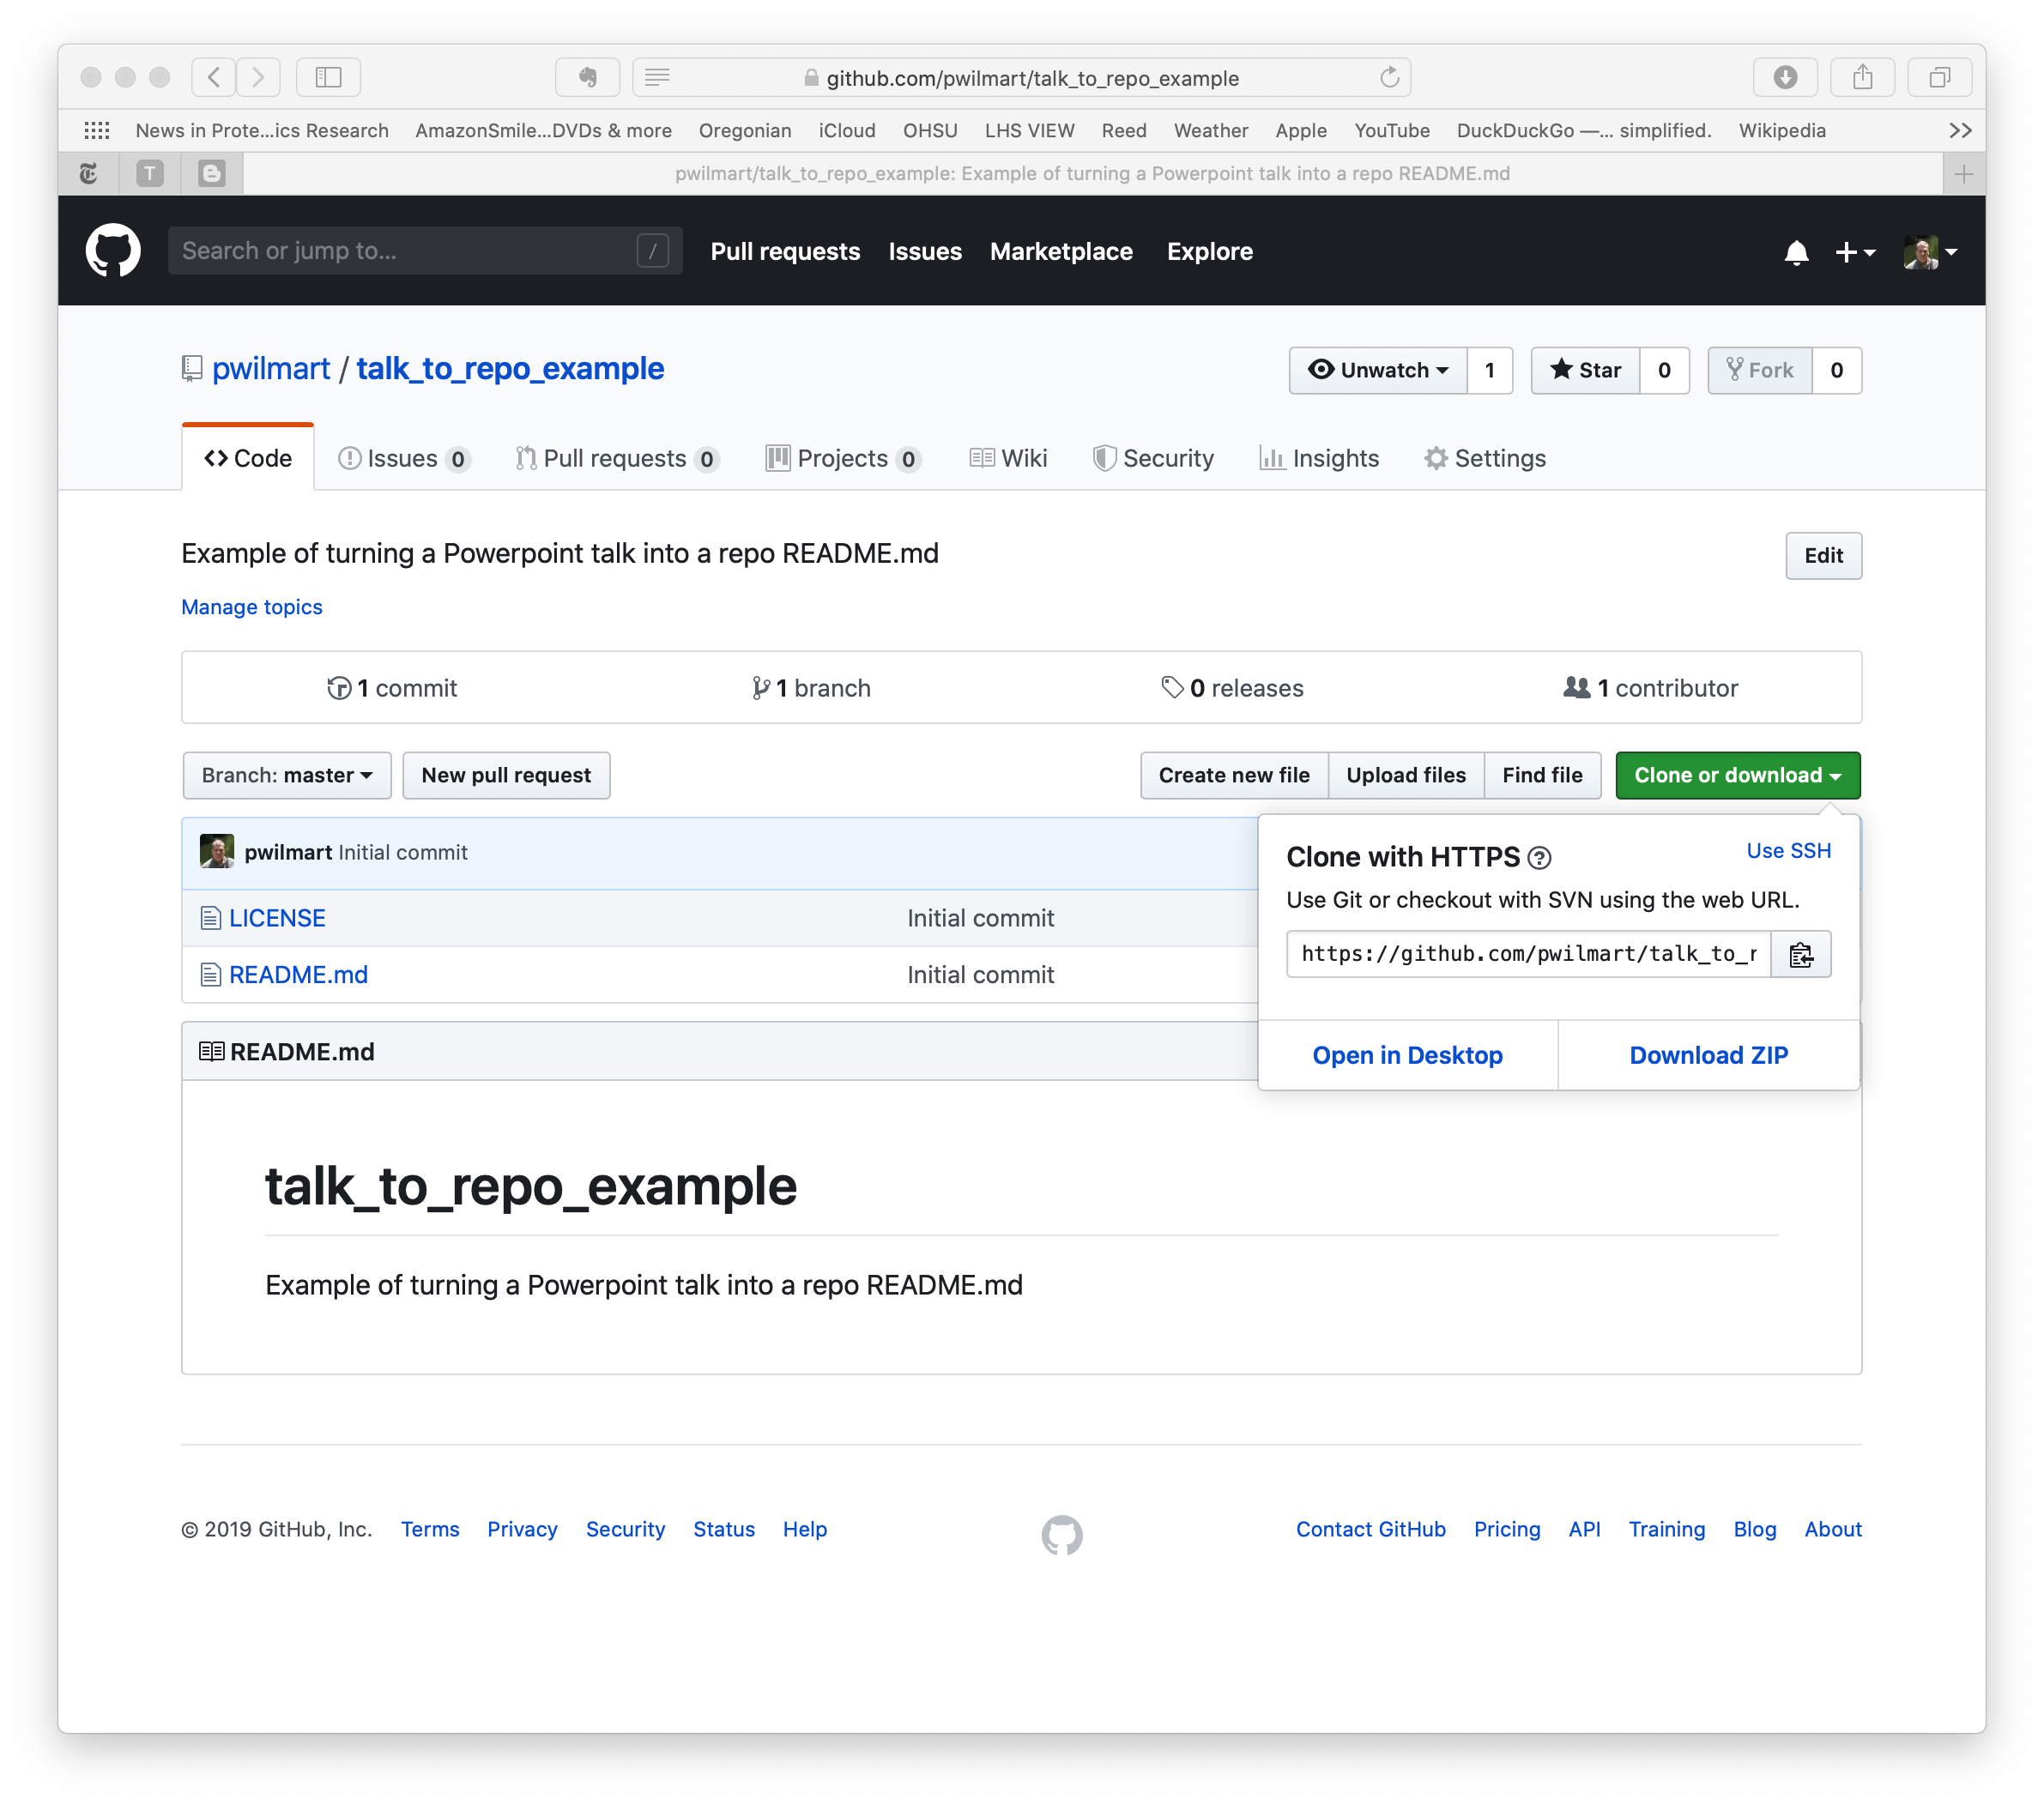 github.com/pwilmart/talk_to_repo_example
News in Prote...ics Research AmazonSmile...DVDs & more Oregonian iCloud OHSU LHS VIEW Reed Weather Apple YouTube DuckDuckGo —... simplified. Wikipedia >>
T pwilmart/talk_to_repo_example: Example of turning a Powerpoint talk into a repo README.md +
Search or jump to... / Pull requests Issues Marketplace Explore
pwilmart / talk_to_repo_example Unwatch 1 Star 0 Fork 0
Code Issues 0 Pull requests 0 Projects 0 Wiki Security Insights Settings
Example of turning a Powerpoint talk into a repo README.md Edit
Manage topics
1 commit 1 branch 0 releases 1 contributor
Branch: master New pull request Create new file Upload files Find file Clone or download
pwilmart Initial commit
LICENSE Initial commit
README.md Initial commit
Clone with HTTPS ? Use SSH
Use Git or checkout with SVN using the web URL.
https://github.com/pwilmart/talk_to_r
Open in Desktop Download ZIP
README.md
talk_to_repo_example
Example of turning a Powerpoint talk into a repo README.md
© 2019 GitHub, Inc. Terms Privacy Security Status Help Contact GitHub Pricing API Training Blog About